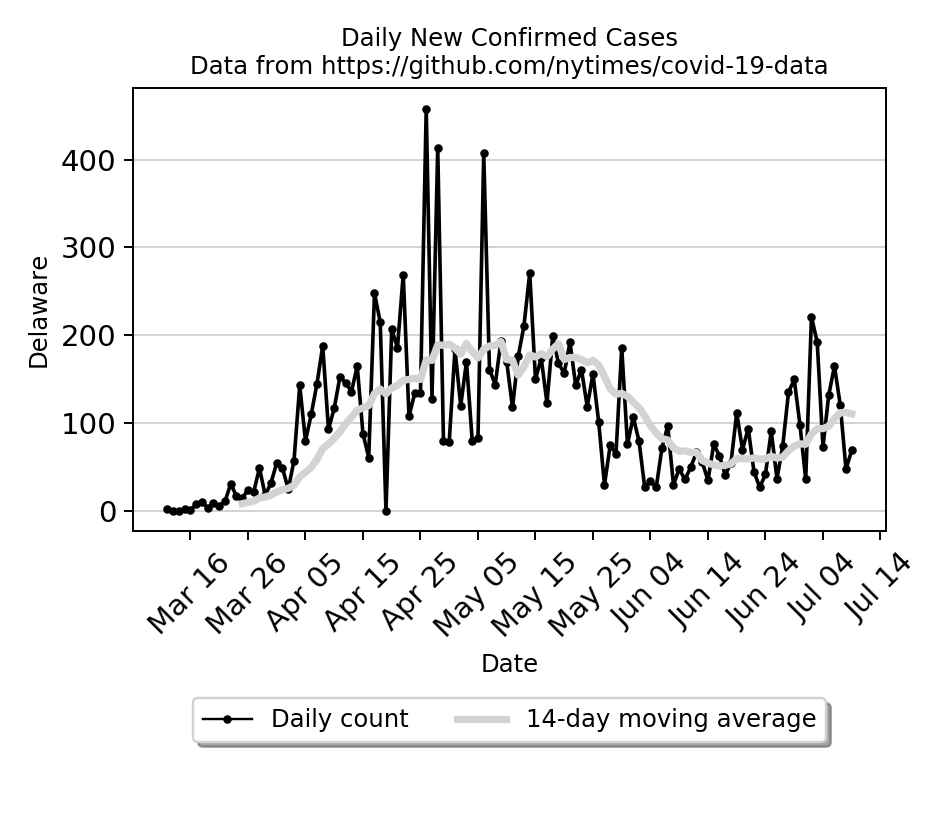 Daily New Confirmed Cases
Data from https://github.com/nytimes/covid-19-data
400
300
200
100
0
Delaware
Mar 16
Mar 26
Apr 05
Apr 15
Apr 25
May 05
May 15
May 25
Jun 04
Jun 14
Jun 24
Jul 04
Jul 14
Date
Daily count
14-day moving average